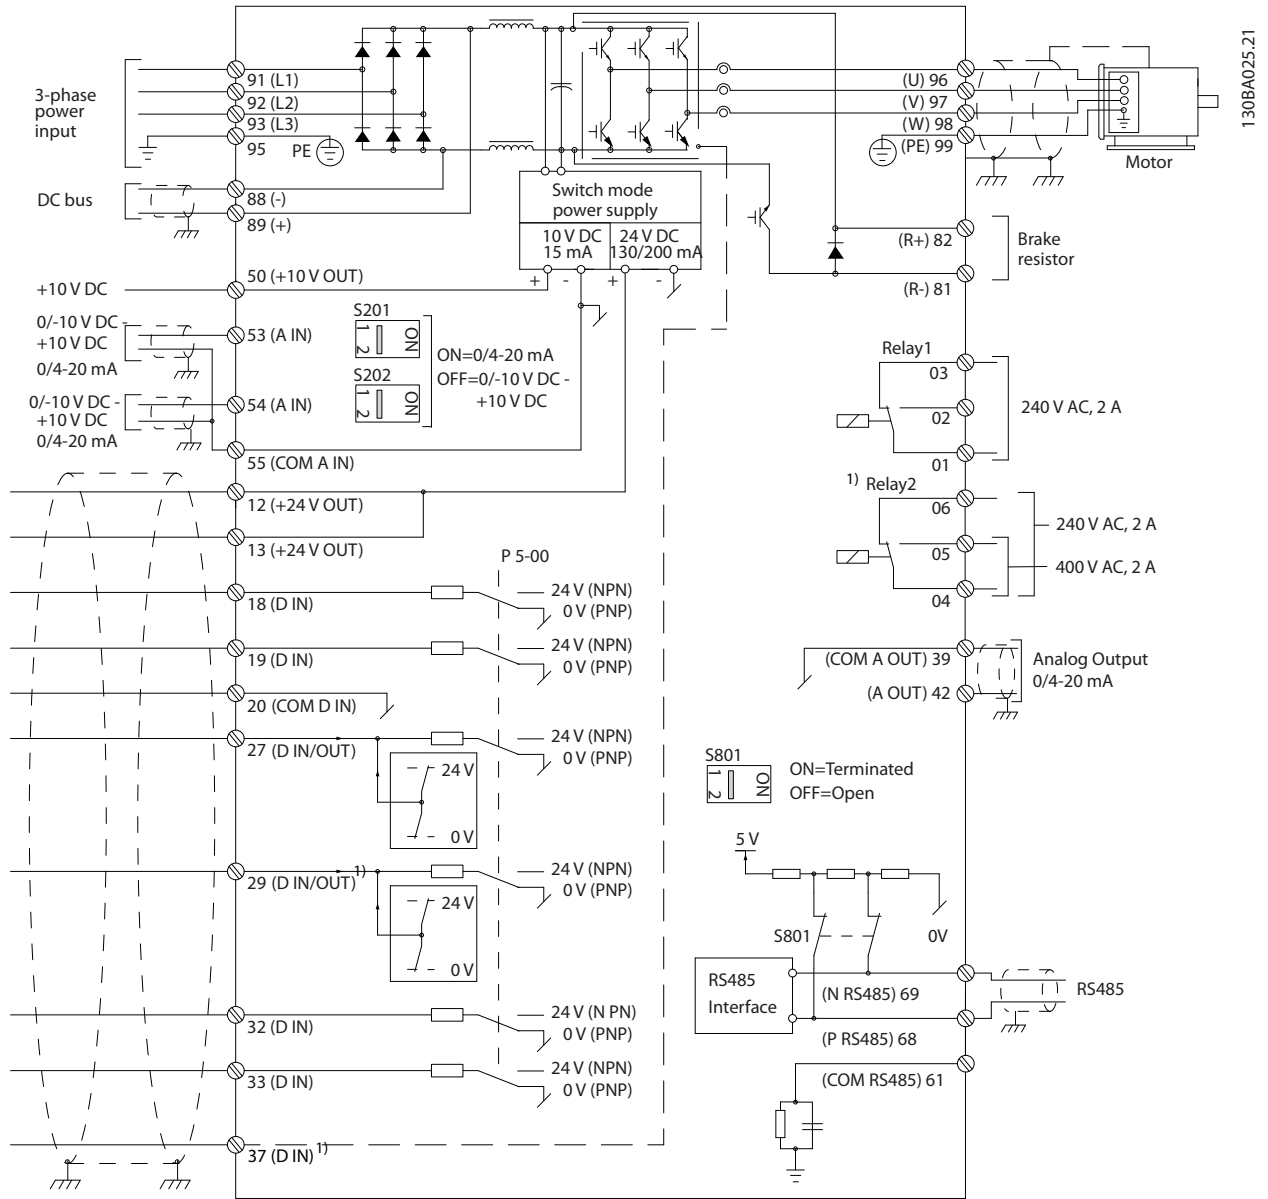 130BA025.21
3-phase
power
input
91 (L1)
92 (L2)
93 (L3)
95
PE
DC bus
88 (-)
89 (+)
Switch mode
power supply
10 V DC
15 mA
24 V DC
130/200 mA
+ - + -
(U) 96
(V) 97
(W) 98
(PE) 99
Motor
(R+) 82
(R-) 81
Brake
resistor
+10 V DC
50 (+10 V OUT)
0/-10 V DC -
+10 V DC
0/4-20 mA
53 (A IN)
S201
1 2 ON
S202
1 2 ON
ON=0/4-20 mA
OFF=0/-10 V DC -
+10 V DC
0/-10 V DC -
+10 V DC
0/4-20 mA
54 (A IN)
55 (COM A IN)
12 (+24 V OUT)
13 (+24 V OUT)
Relay1
03
02
01
240 V AC, 2 A
1) Relay2
06
05
04
240 V AC, 2 A
400 V AC, 2 A
P 5-00
18 (D IN)
24 V (NPN)
0 V (PNP)
19 (D IN)
24 V (NPN)
0 V (PNP)
20 (COM D IN)
27 (D IN/OUT)
24 V (NPN)
0 V (PNP)
24 V
0 V
29 (D IN/OUT) 1)
24 V (NPN)
0 V (PNP)
24 V
0 V
32 (D IN)
24 V (N PN)
0 V (PNP)
33 (D IN)
24 V (NPN)
0 V (PNP)
37 (D IN) 1)
(COM A OUT) 39
(A OUT) 42
Analog Output
0/4-20 mA
S801
1 2 ON
ON=Terminated
OFF=Open
5 V
S801
0V
RS485
Interface
(N RS485) 69
(P RS485) 68
(COM RS485) 61
RS485